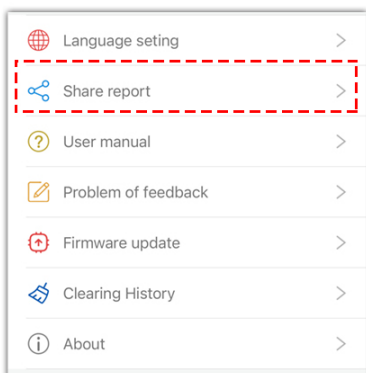 Language seting
Share report
User manual
Problem of feedback
Firmware update
Clearing History
About